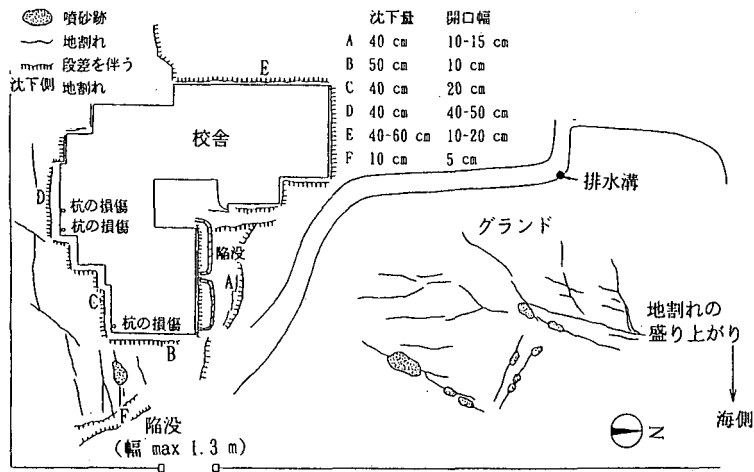 噴砂跡
地割れ
段差を伴う
沈下側 地割れ
沈下量 開口幅
A 40 cm 10-15 cm
B 50 cm 10 cm
C 40 cm 20 cm
D 40 cm 40-50 cm
E 40-60 cm 10-20 cm
F 10 cm 5 cm
E
校舎
排水溝
D
杭の損傷
杭の損傷
グランド
陥没
A
C
杭の損傷
B
地割れの
盛り上がり
F
陥没
(幅 max 1.3 m)
N
海側